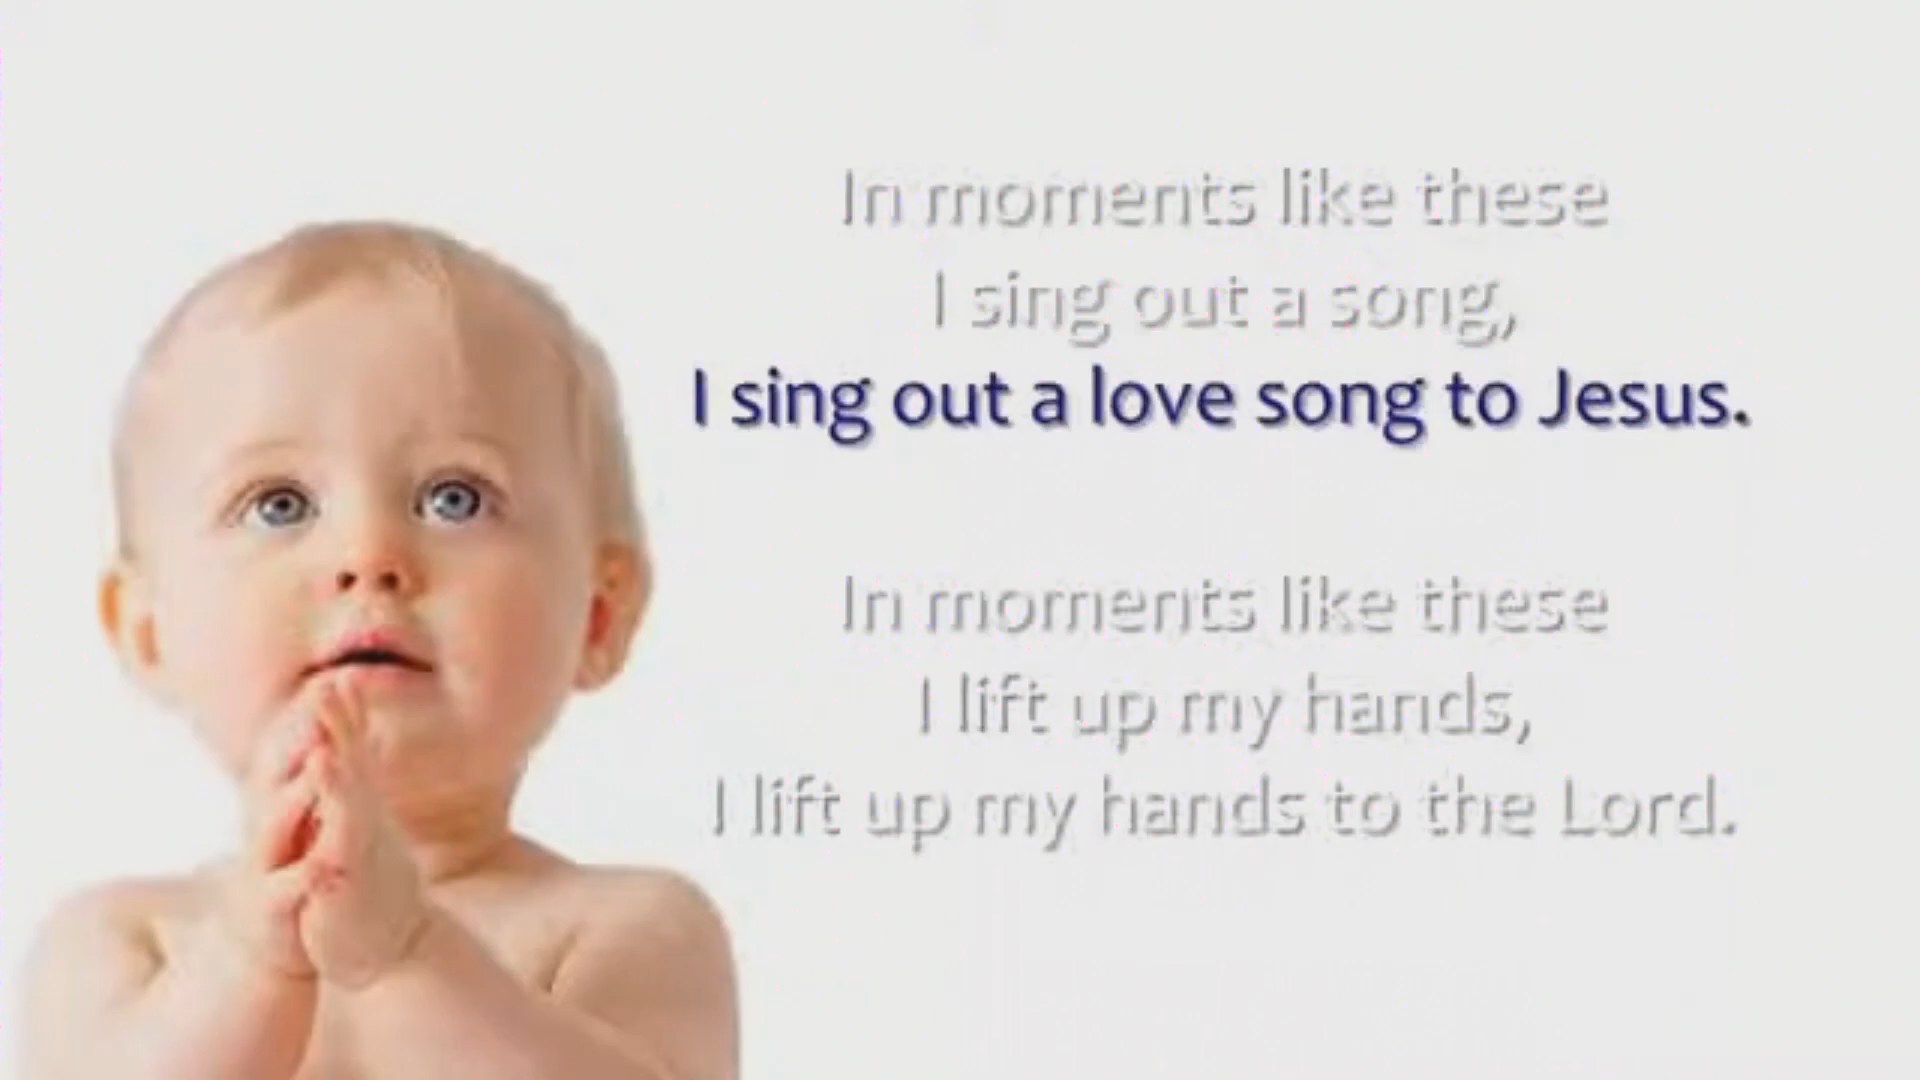 In moments like these
I sing out a song,
I sing out a love song to Jesus.
In moments like these
I lift up my hands,
I lift up my hands to the Lord.